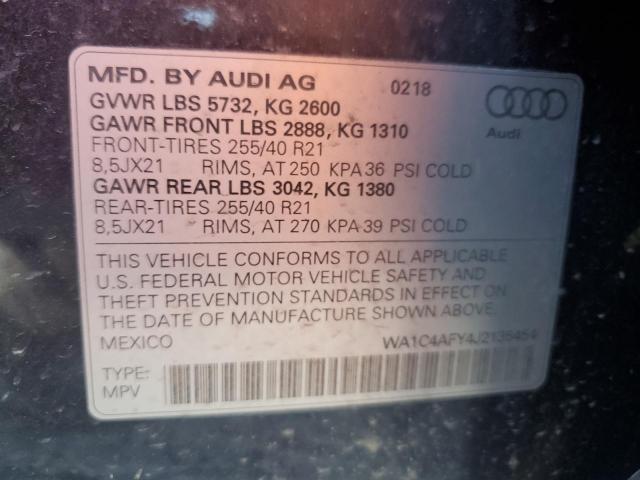 MFD. BY AUDI AG 0218
GVWR LBS 5732, KG 2600
GAWR FRONT LBS 2888, KG 1310
FRONT-TIRES 255/40 R21
8,5JX21 RIMS, AT 250 KPA 36 PSI COLD
GAWR REAR LBS 3042, KG 1380
REAR-TIRES 255/40 R21
8,5JX21 RIMS, AT 270 KPA 39 PSI COLD
Audi
THIS VEHICLE CONFORMS TO ALL APPLICABLE
U.S. FEDERAL MOTOR VEHICLE SAFETY AND
THEFT PREVENTION STANDARDS IN EFFECT ON
THE DATE OF MANUFACTURE SHOWN ABOVE.
MEXICO
TYPE:
MPV